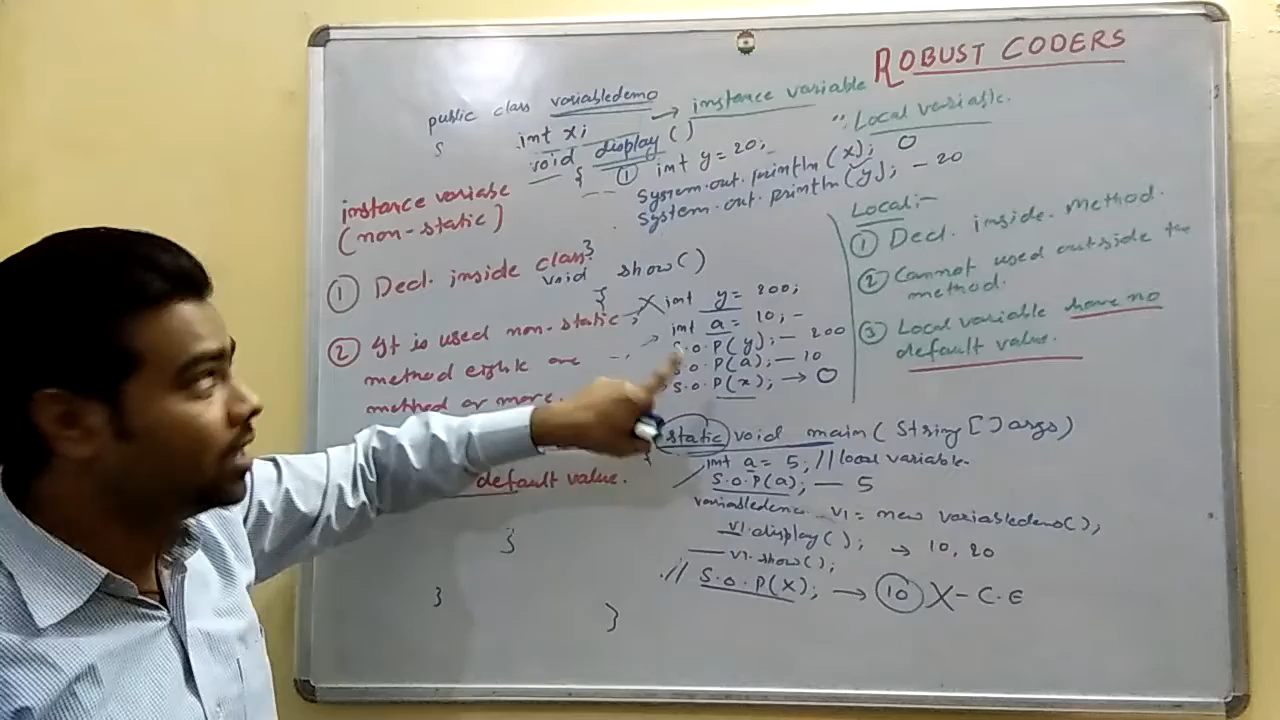 ROBUST CODERS
public class variabledemo
{
int x; → instance variable
void display()
{ ① int y = 20; "Local variable.
System.out.println(x); 0
System.out.println(y); – 20
}
instance variable
(non-static)
① Decl. inside class
② It is used non-static
method eighk are
method or more.
default value.
void show()
{
int y = 200;
int a = 10; –
S.O.P(y); – 200
S.O.P(a); – 10
S.O.P(x); → 0
Local:-
① Decl. inside method.
② Cannot used outside the
method.
③ Local variable have no
default value.
static void main(String[]args)
{
int a = 5; //local variable.
S.O.P(a); — 5
variabledemo v1 = new variabledemo();
v1.display(); → 10, 20
v1.show();
// S.O.P(X); → 10 X – C.E
}
}
}